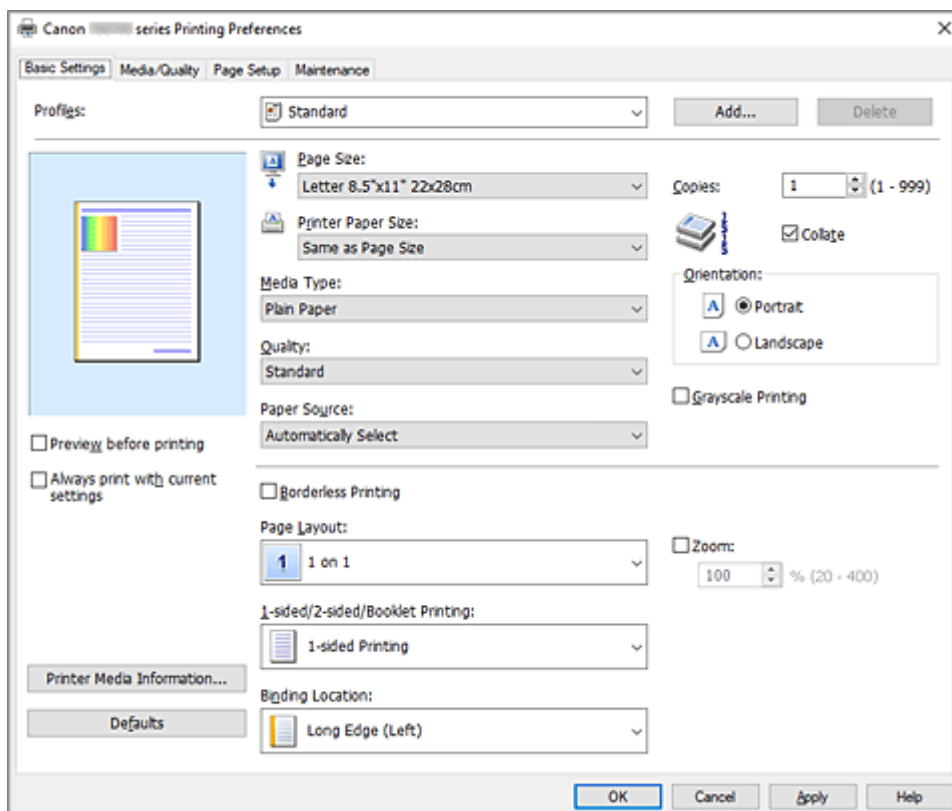 Canon series Printing Preferences
Basic Settings Media/Quality Page Setup Maintenance
Profiles: Standard Add... Delete
Page Size:
Letter 8.5"x11" 22x28cm
Copies: 1 (1 - 999)
Printer Paper Size:
Same as Page Size
Collate
Media Type:
Plain Paper
Orientation:
A Portrait
A Landscape
Quality:
Standard
Grayscale Printing
Paper Source:
Automatically Select
Preview before printing
Always print with current
settings
Borderless Printing
Page Layout:
1 1 on 1
Zoom:
100 % (20 - 400)
1-sided/2-sided/Booklet Printing:
1-sided Printing
Printer Media Information...
Binding Location:
Defaults
Long Edge (Left)
OK Cancel Apply Help